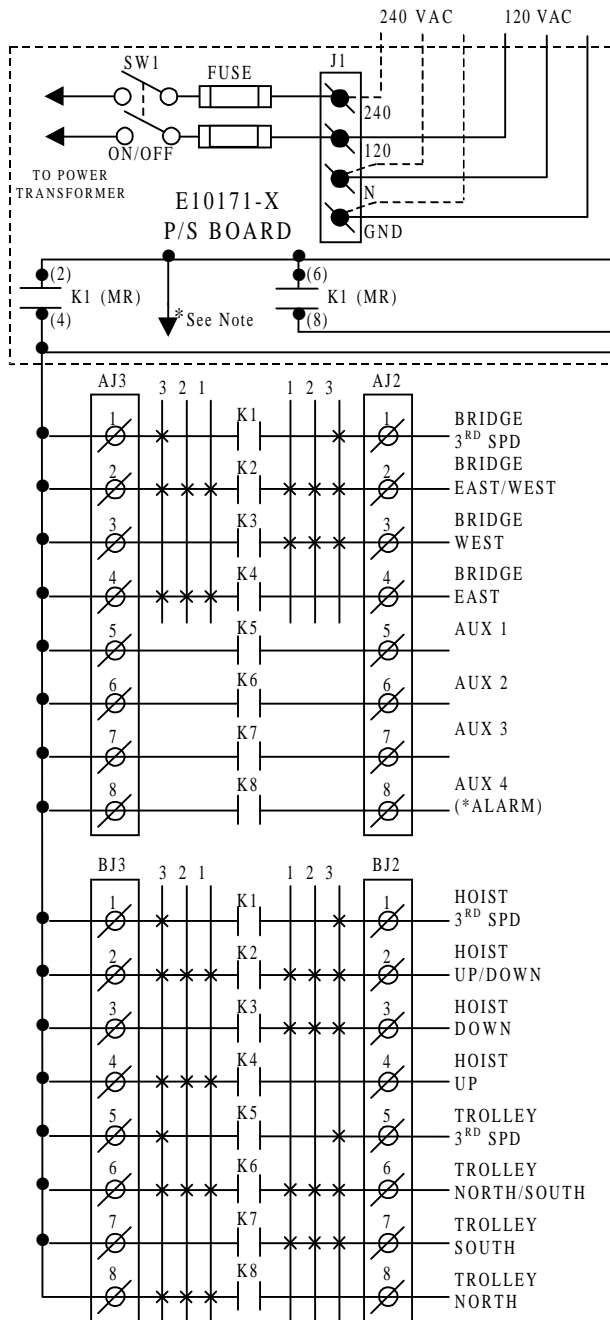 240 VAC 120 VAC
SW1 FUSE J1
240
120
ON/OFF
N
TO POWER
TRANSFORMER
E10171-X
P/S BOARD
GND
(2) (6)
K1 (MR) K1 (MR)
(4) *See Note (8)
AJ3 3 2 1 1 2 3 AJ2
1 K1 1 BRIDGE
3RD SPD
2 K2 2 BRIDGE
EAST/WEST
3 K3 3 BRIDGE
WEST
4 K4 4 BRIDGE
EAST
5 K5 5 AUX 1
6 K6 6 AUX 2
7 K7 7 AUX 3
8 K8 8 AUX 4
(*ALARM)
BJ3 3 2 1 1 2 3 BJ2
1 K1 1 HOIST
3RD SPD
2 K2 2 HOIST
UP/DOWN
3 K3 3 HOIST
DOWN
4 K4 4 HOIST
UP
5 K5 5 TROLLEY
3RD SPD
6 K6 6 TROLLEY
NORTH/SOUTH
7 K7 7 TROLLEY
SOUTH
8 K8 8 TROLLEY
NORTH